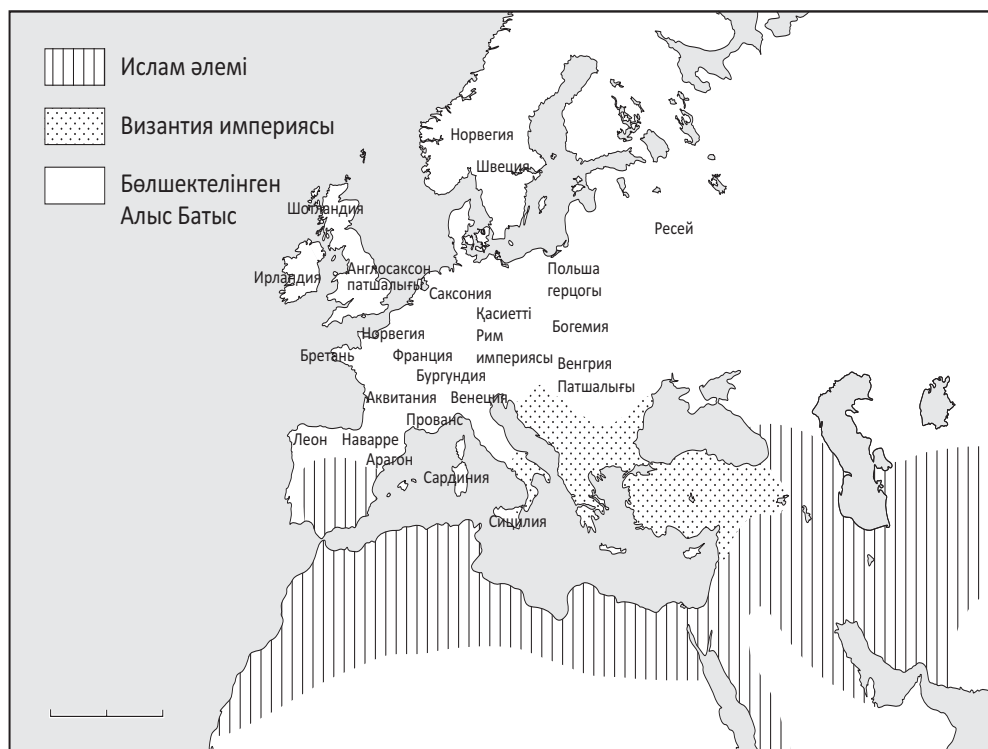 Ислам әлемі
Византия империясы
Бөлшектелінген
Алыс Батыс
Норвегия
Швеция
Шотландия
Ресей
Ирландия
Англосаксон
патшалығы
Польша
герцогы
Саксония
Қасиетті
Рим
империясы
Богемия
Норвегия
Бретань
Франция
Венгрия
Патшалығы
Бургундия
Аквитания
Венеция
Прованс
Леон
Наварре
Арагон
Сардиния
Сицилия